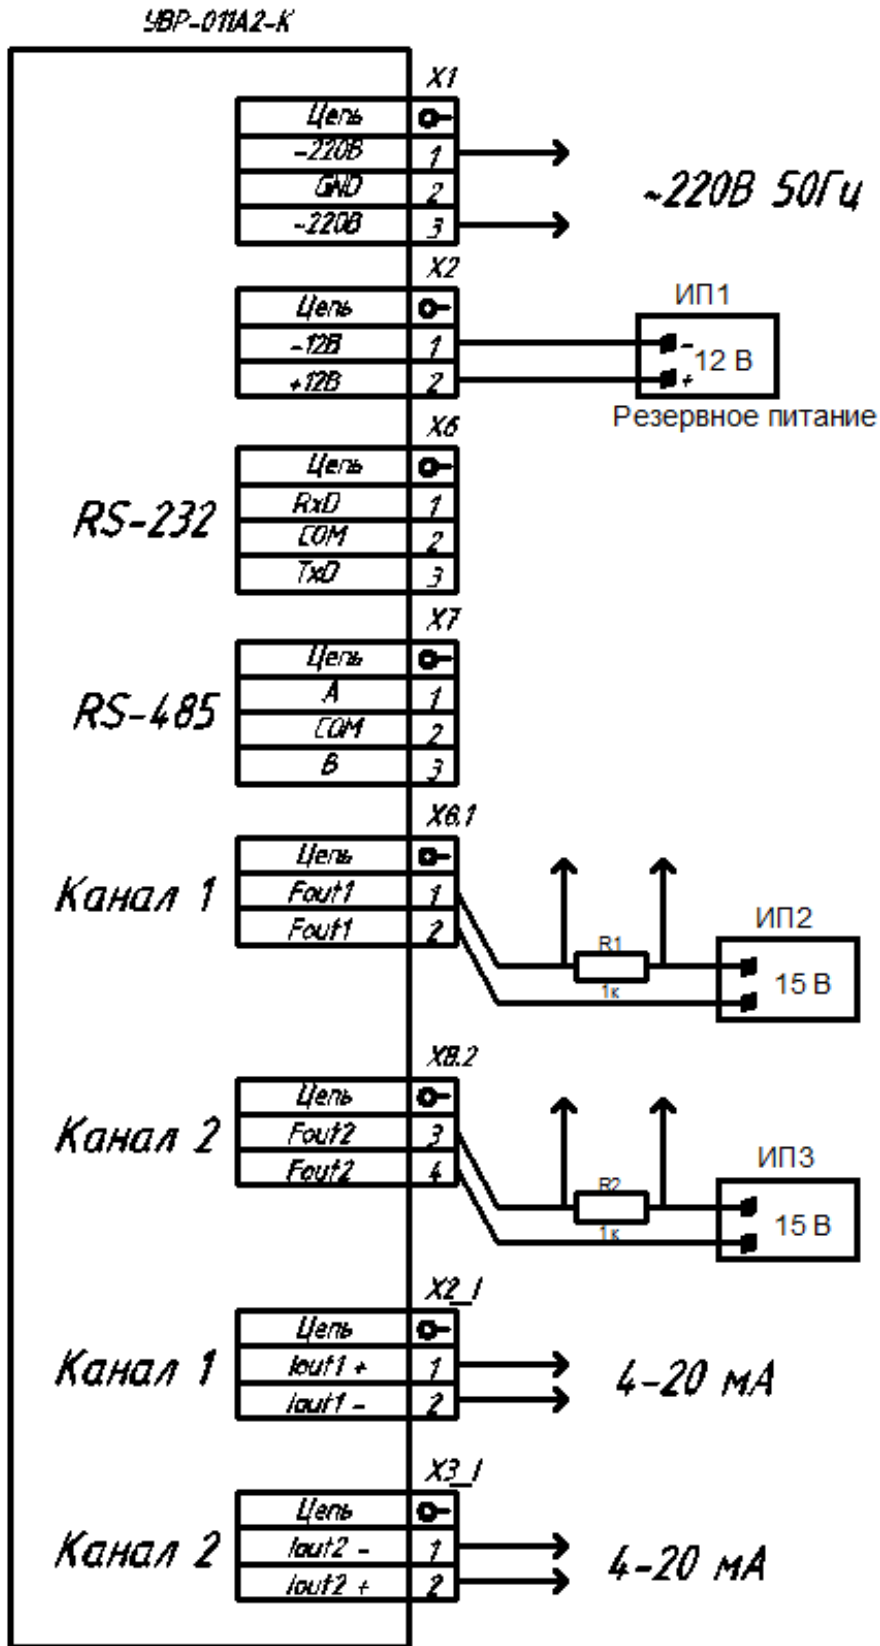 УВР-011А2-К
X1
Цепь
~220В 1
GND 2
~220В 3
~220В 50Гц
X2
Цепь
-12В 1
+12В 2
ИП1
- 12 В
+
Резервное питание
X6
RS-232
Цепь
RxD 1
COM 2
TxD 3
X7
RS-485
Цепь
A 1
COM 2
B 3
X8.1
Канал 1
Цепь
Fout1 1
Fout1 2
R1
1к
ИП2
15 В
X8.2
Канал 2
Цепь
Fout2 3
Fout2 4
R2
1к
ИП3
15 В
X2_I
Канал 1
Цепь
Iout1 + 1
Iout1 - 2
4-20 мА
X3_I
Канал 2
Цепь
Iout2 - 1
Iout2 + 2
4-20 мА